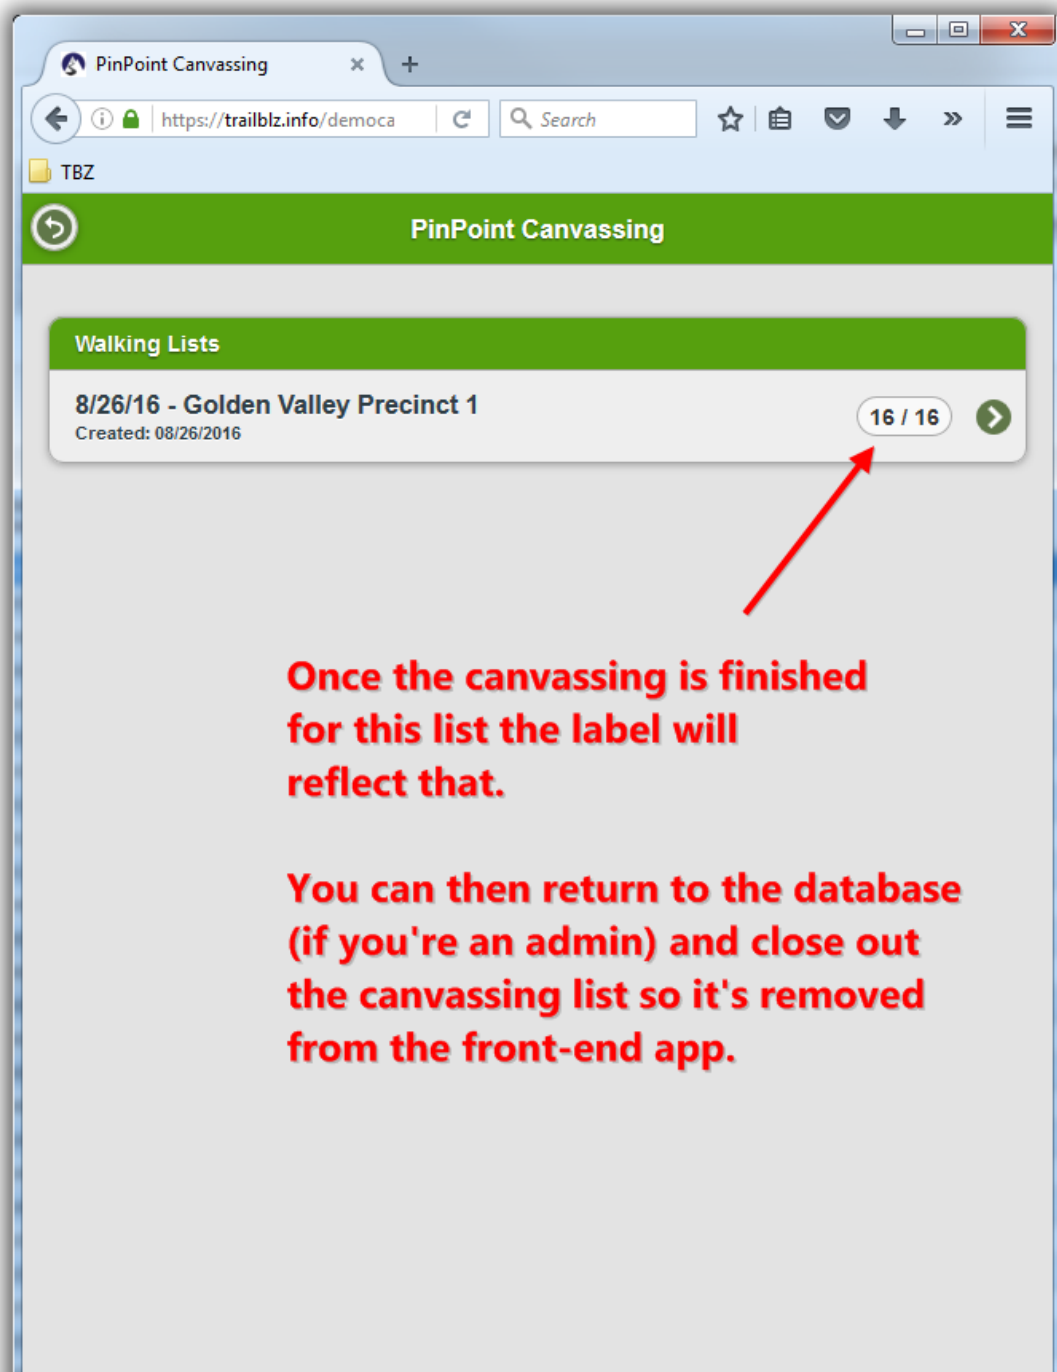 PinPoint Canvassing
https://trailblz.info/democa
Search
TBZ
PinPoint Canvassing
Walking Lists
8/26/16 - Golden Valley Precinct 1
Created: 08/26/2016
16 / 16
Once the canvassing is finished
for this list the label will
reflect that.
You can then return to the database
(if you're an admin) and close out
the canvassing list so it's removed
from the front-end app.